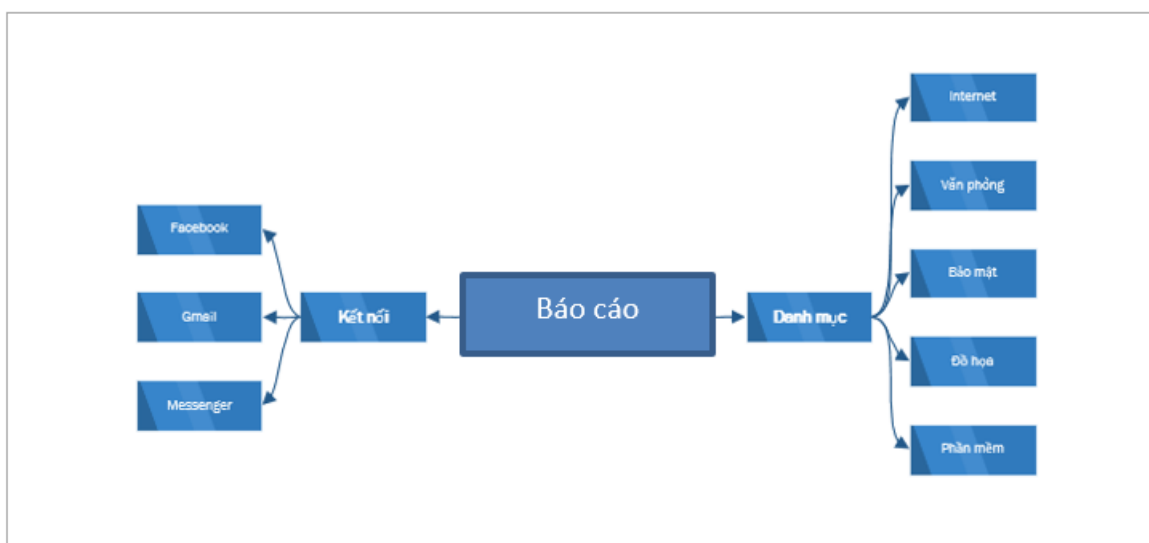 Báo cáo
Kết nối
Facebook
Gmail
Messenger
Danh mục
Internet
Văn phòng
Bảo mật
Đồ họa
Phần mềm